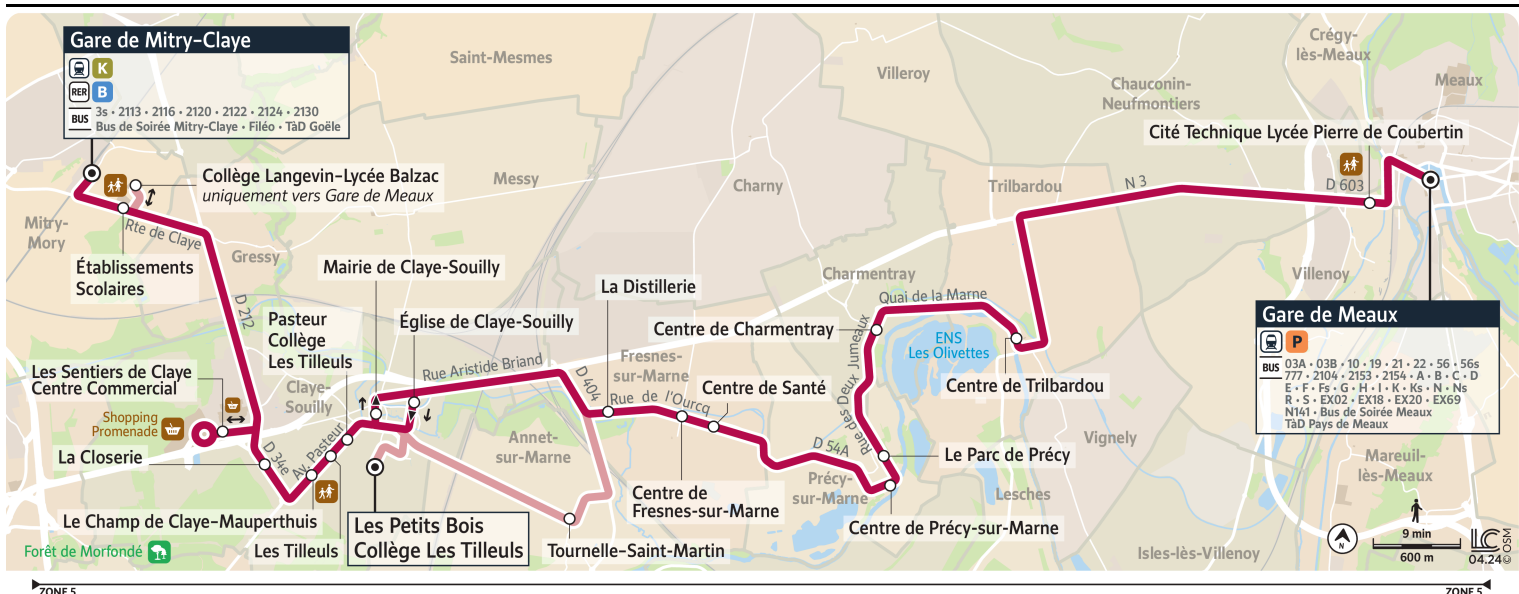 Gare de Mitry-Claye
K
RER B
BUS 3s • 2113 • 2116 • 2120 • 2122 • 2124 • 2130
Bus de Soirée Mitry-Claye • Filéo • TàD Goële
Saint-Mesmes
Villeroy
Crégy-
lès-Meaux
Chauconin-
Neufmontiers
Meaux
Cité Technique Lycée Pierre de Coubertin
Collège Langevin-Lycée Balzac
uniquement vers Gare de Meaux
Messy
Charny
Trilbardou
N 3
D 603
Mitry-
Mory
Rte de Claye
Établissements
Scolaires
Gressy
Mairie de Claye-Souilly
La Distillerie
Charmentray
Villenoy
D 212
Quai de la Marne
Gare de Meaux
P
BUS 03A • 03B • 10 • 19 • 21 • 22 • 56 • 56s
777 • 2104 • 2153 • 2154 • A • B • C • D
E • F • Fs • G • H • I • K • Ks • N • Ns
R • S • EX02 • EX18 • EX20 • EX69
N141 • Bus de Soirée Meaux
TàD Pays de Meaux
Pasteur
Collège
Les Tilleuls
Église de Claye-Souilly
Centre de Charmentray
ENS
Les Olivettes
Rue des Deux Jumeaux
Les Sentiers de Claye
Centre Commercial
Claye-
Souilly
Rue Aristide Briand
D 404
Fresnes-
sur-Marne
Centre de Santé
Centre de Trilbardou
Rue de l'Ourcq
Shopping
Promenade
La Closerie
D 34e
Av. Pasteur
Annet-
sur-Marne
D 54A
Le Parc de Précy
Vignely
Mareuil-
lès-Meaux
Précy-
sur-Marne
Lesches
Centre de
Fresnes-sur-Marne
Le Champ de Claye-Mauperthuis
Forêt de Morfondé
Les Tilleuls
Les Petits Bois
Collège Les Tilleuls
Tournelle-Saint-Martin
Centre de Précy-sur-Marne
Isles-lès-Villenoy
N
9 min
600 m
LC
04.24
© OSM
ZONE 5
ZONE 5